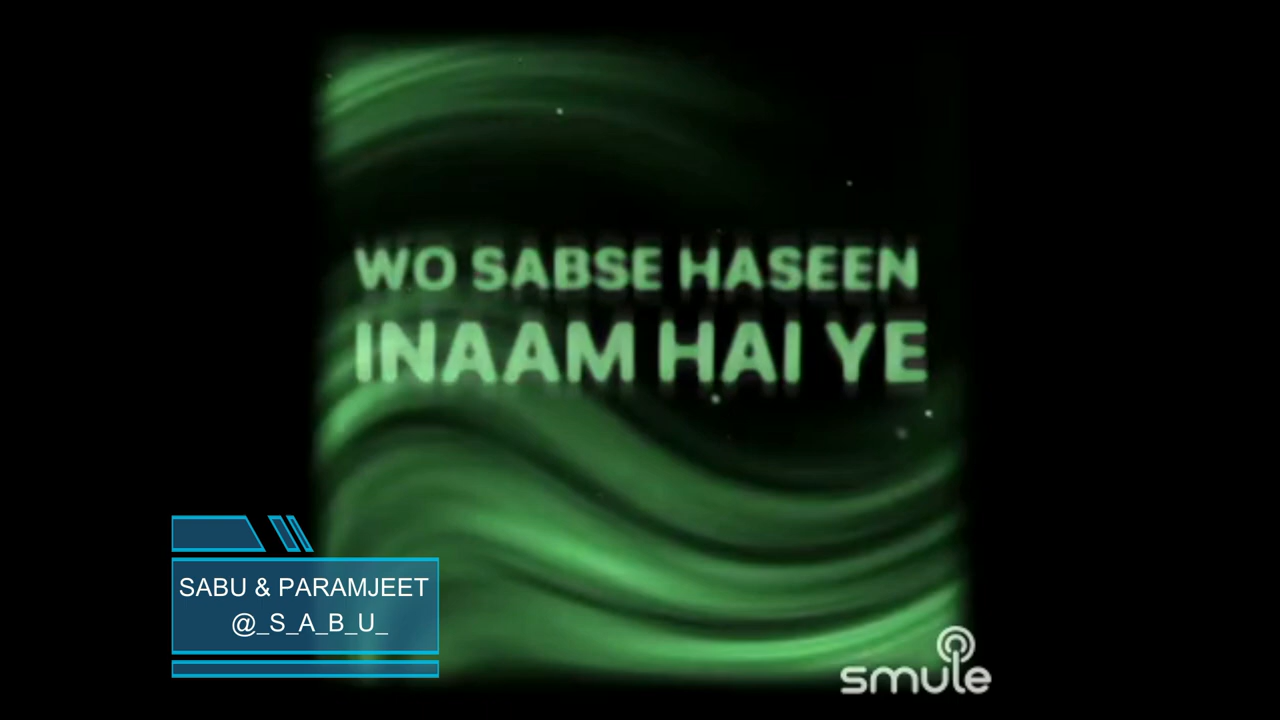 WO SABSE HASEEN
INAAM HAI YE
SABU & PARAMJEET
@_S_A_B_U_
smule